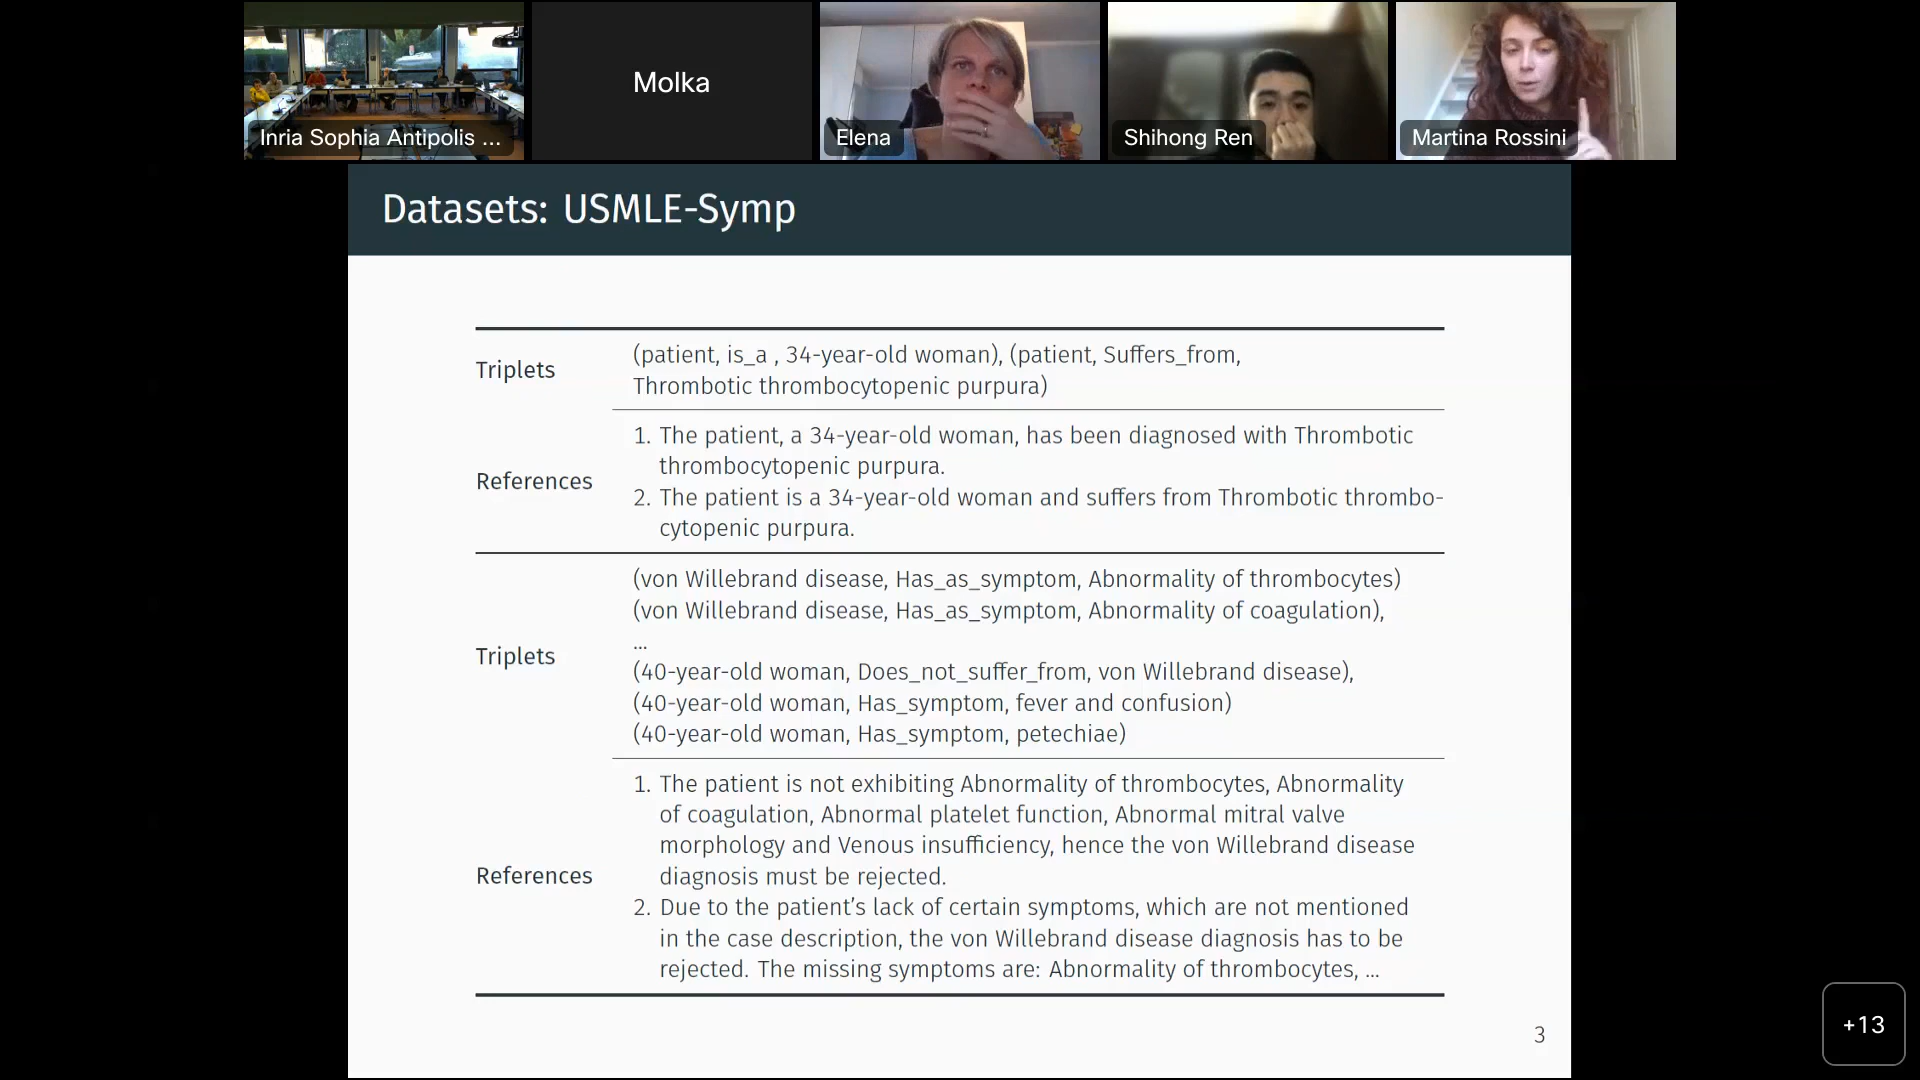 Inria Sophia Antipolis ...
Molka
Elena
Shihong Ren
Martina Rossini
Datasets: USMLE-Symp
Triplets
(patient, is_a , 34-year-old woman), (patient, Suffers_from,
Thrombotic thrombocytopenic purpura)
References
1. The patient, a 34-year-old woman, has been diagnosed with Thrombotic
thrombocytopenic purpura.
2. The patient is a 34-year-old woman and suffers from Thrombotic thrombo-
cytopenic purpura.
Triplets
(von Willebrand disease, Has_as_symptom, Abnormality of thrombocytes)
(von Willebrand disease, Has_as_symptom, Abnormality of coagulation),
...
(40-year-old woman, Does_not_suffer_from, von Willebrand disease),
(40-year-old woman, Has_symptom, fever and confusion)
(40-year-old woman, Has_symptom, petechiae)
References
1. The patient is not exhibiting Abnormality of thrombocytes, Abnormality
of coagulation, Abnormal platelet function, Abnormal mitral valve
morphology and Venous insufficiency, hence the von Willebrand disease
diagnosis must be rejected.
2. Due to the patient's lack of certain symptoms, which are not mentioned
in the case description, the von Willebrand disease diagnosis has to be
rejected. The missing symptoms are: Abnormality of thrombocytes, ...
3
+13